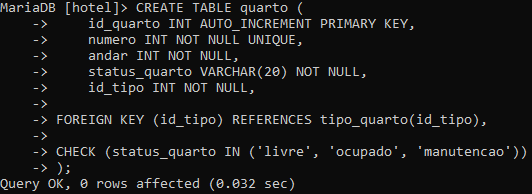 MariaDB [hotel]> CREATE TABLE quarto (
    ->     id_quarto INT AUTO_INCREMENT PRIMARY KEY,
    ->     numero INT NOT NULL UNIQUE,
    ->     andar INT NOT NULL,
    ->     status_quarto VARCHAR(20) NOT NULL,
    ->     id_tipo INT NOT NULL,
    ->
    -> FOREIGN KEY (id_tipo) REFERENCES tipo_quarto(id_tipo),
    ->
    -> CHECK (status_quarto IN ('livre', 'ocupado', 'manutencao'))
    -> );
Query OK, 0 rows affected (0.032 sec)